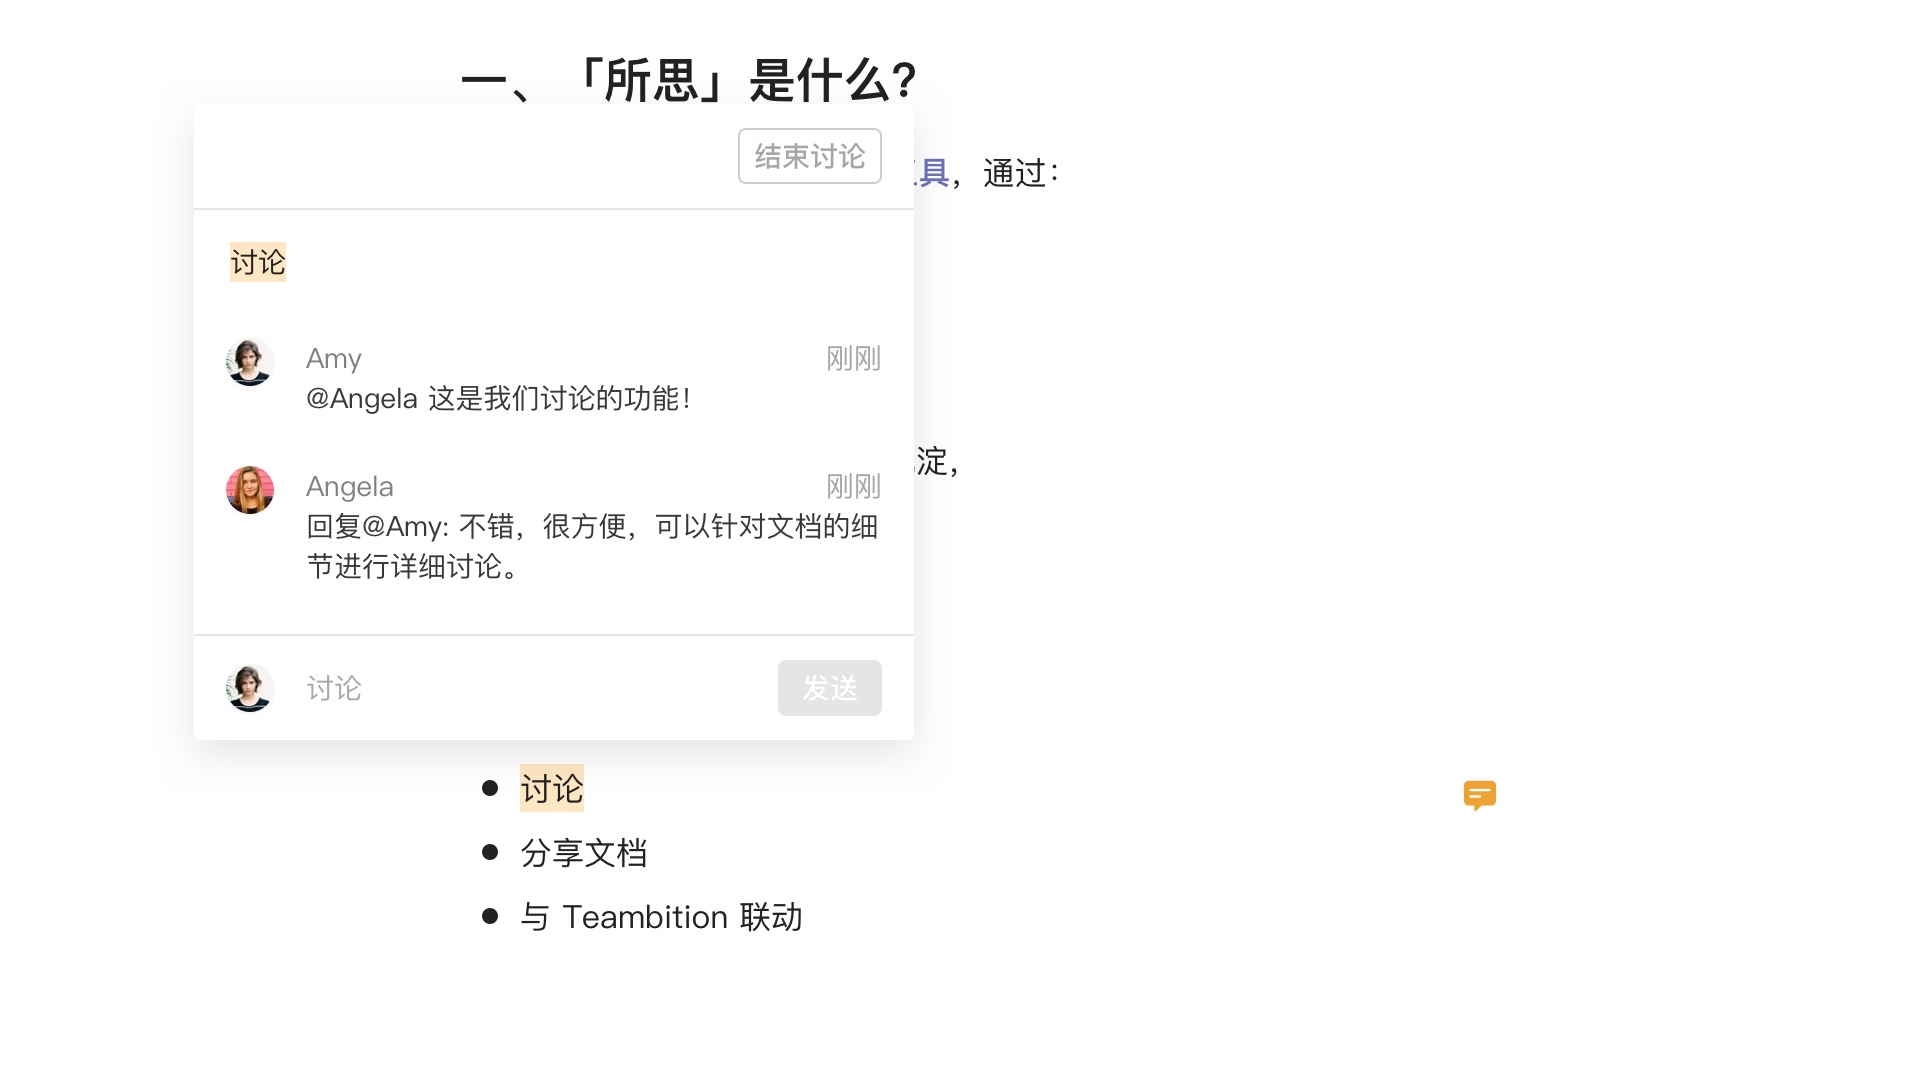 一、「所思」是什么?
结束讨论
具，通过：
讨论
Amy
刚刚
@Angela 这是我们讨论的功能！
淀，
Angela
刚刚
回复@Amy: 不错，很方便，可以针对文档的细
节进行详细讨论。
讨论
发送
讨论
分享文档
与 Teambition 联动